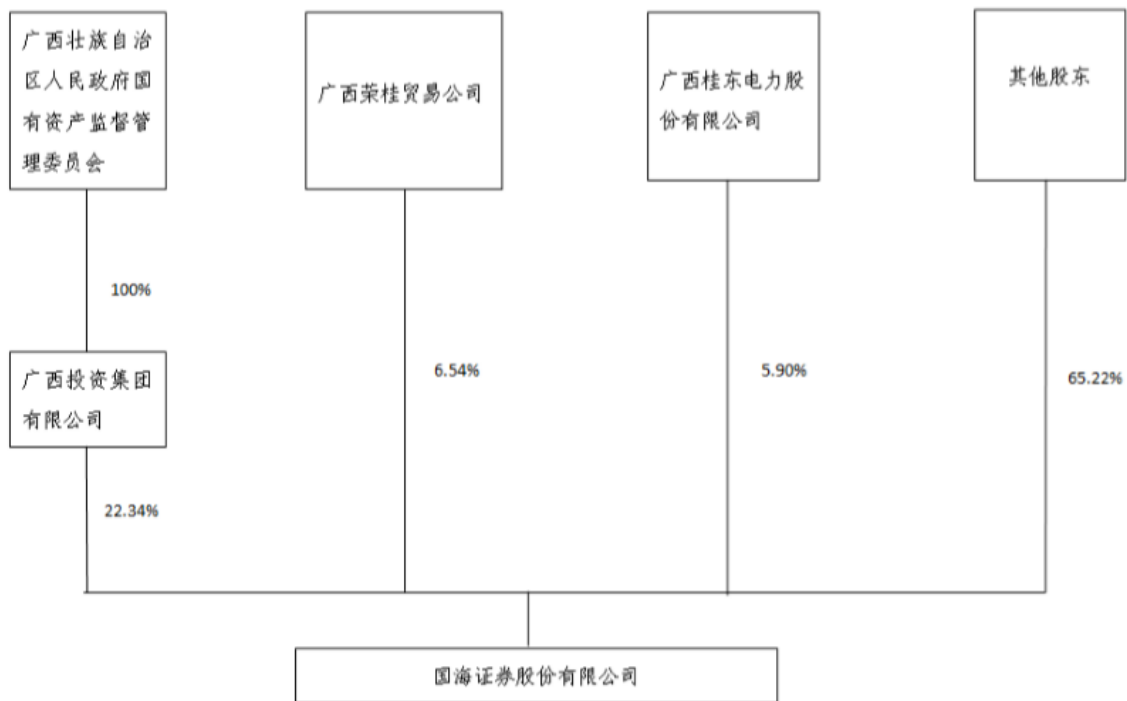 广西壮族自治
区人民政府国
有资产监督管
理委员会
广西荣桂贸易公司
广西桂东电力股
份有限公司
其他股东
100%
广西投资集团
有限公司
6.54%
5.90%
65.22%
22.34%
国海证券股份有限公司